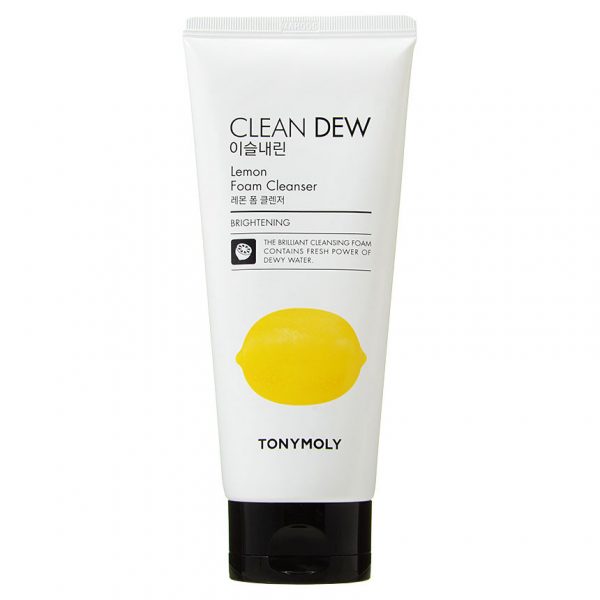 CLEAN DEW
이슬내린
Lemon
Foam Cleanser
레몬 폼 클렌저
BRIGHTENING
THE BRILLIANT CLEANSING FOAM
CONTAINS FRESH POWER OF
DEWY WATER.
TONYMOLY